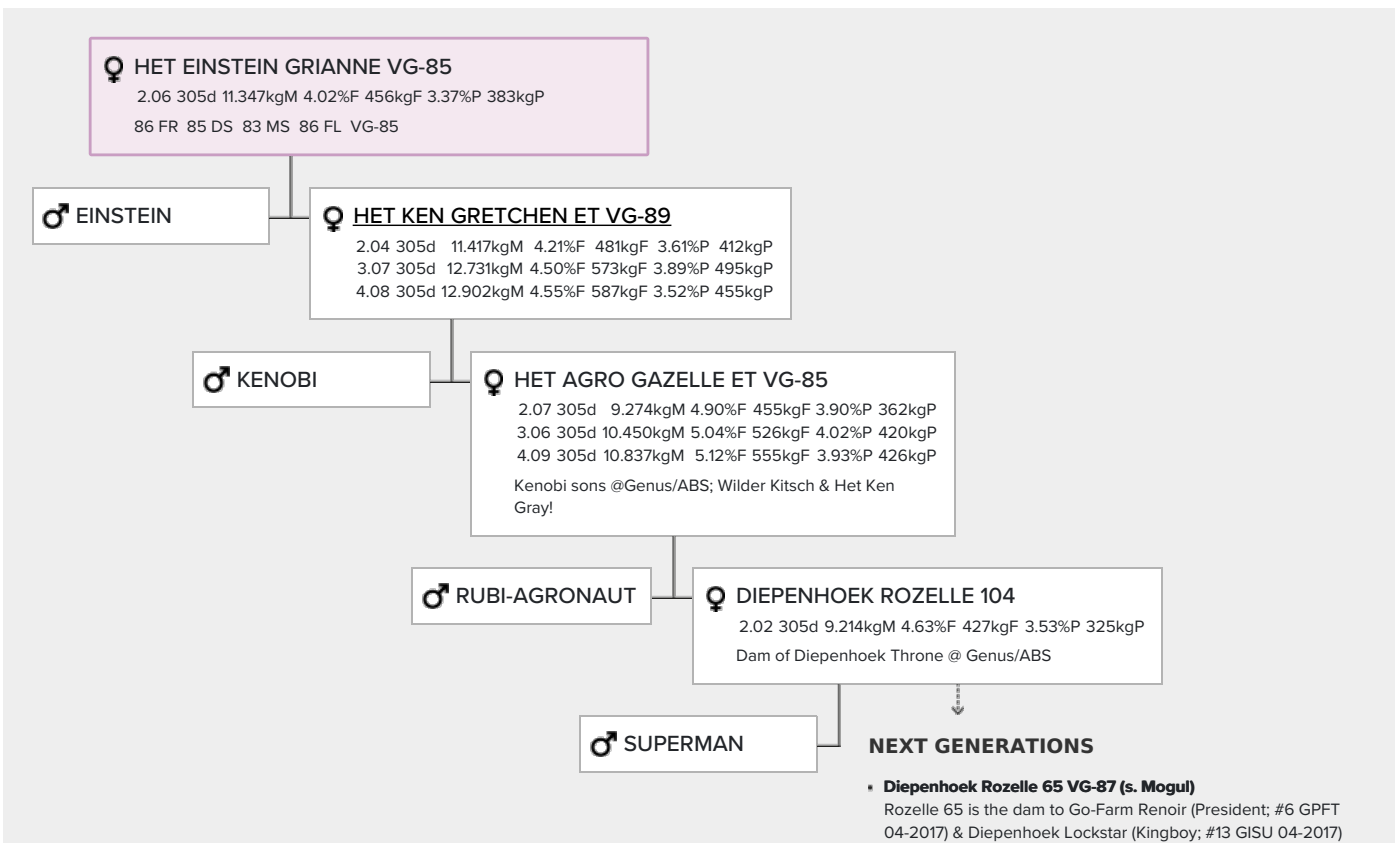 HET EINSTEIN GRIANNE VG-85
2.06 305d 11.347kgM 4.02%F 456kgF 3.37%P 383kgP
86 FR 85 DS 83 MS 86 FL VG-85
EINSTEIN
HET KEN GRETCHEN ET VG-89
2.04 305d 11.417kgM 4.21%F 481kgF 3.61%P 412kgP
3.07 305d 12.731kgM 4.50%F 573kgF 3.89%P 495kgP
4.08 305d 12.902kgM 4.55%F 587kgF 3.52%P 455kgP
KENOBI
HET AGRO GAZELLE ET VG-85
2.07 305d 9.274kgM 4.90%F 455kgF 3.90%P 362kgP
3.06 305d 10.450kgM 5.04%F 526kgF 4.02%P 420kgP
4.09 305d 10.837kgM 5.12%F 555kgF 3.93%P 426kgP
Kenobi sons @Genus/ABS; Wilder Kitsch & Het Ken
Gray!
RUBI-AGRONAUT
DIEPENHOEK ROZELLE 104
2.02 305d 9.214kgM 4.63%F 427kgF 3.53%P 325kgP
Dam of Diepenhoek Throne @ Genus/ABS
SUPERMAN
NEXT GENERATIONS
Diepenhoek Rozelle 65 VG-87 (s. Mogul)
Rozelle 65 is the dam to Go-Farm Renoir (President; #6 GPFT
04-2017) & Diepenhoek Lockstar (Kingboy; #13 GISU 04-2017)